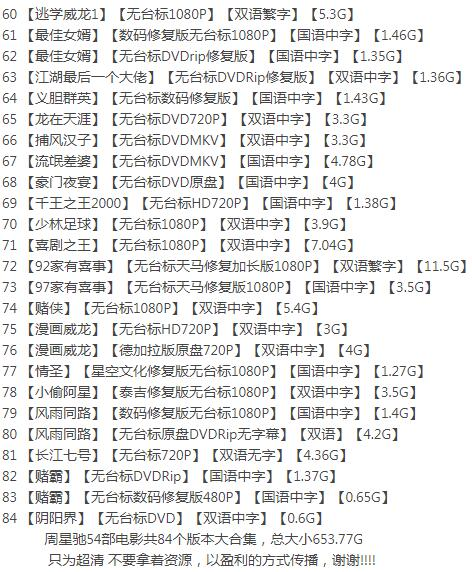 60 【逃学威龙1】【无台标1080P】【双语繁字】【5.3G】
61 【最佳女婿】【数码修复版无台标1080P】【国语中字】【1.46G】
62 【最佳女婿】【无台标DVDrip修复版】【国语中字】【1.35G】
63 【江湖最后一个大佬】【无台标DVDRip修复版】【双语中字】【1.36G】
64 【义胆群英】【无台标数码修复版】【国语中字】【1.43G】
65 【龙在天涯】【无台标DVD720P】【双语中字】【3.3G】
66 【捕风汉子】【无台标DVDMKV】【双语中字】【3.3G】
67 【流氓差婆】【无台标DVDMKV】【国语中字】【4.78G】
68 【豪门夜宴】【无台标DVD原盘】【国语中字】【4G】
69 【千王之王2000】【无台标HD720P】【国语中字】【1.38G】
70 【少林足球】【无台标1080P】【双语中字】【3.9G】
71 【喜剧之王】【无台标1080P】【双语中字】【7.04G】
72 【92家有喜事】【无台标天马修复加长版1080P】【双语繁字】【11.5G】
73 【97家有喜事】【无台标天马修复版1080P】【国语中字】【3.5G】
74 【赌侠】【无台标1080P】【双语中字】【5.4G】
75 【漫画威龙】【无台标HD720P】【双语中字】【3G】
76 【漫画威龙】【德加拉版原盘720P】【双语中字】【4G】
77 【情圣】【星空文化修复版无台标1080P】【国语中字】【1.27G】
78 【小偷阿星】【泰吉修复版无台标1080P】【双语中字】【3.5G】
79 【风雨同路】【数码修复版无台标1080P】【国语中字】【1.4G】
80 【风雨同路】【无台标原盘DVDRip无字幕】【双语】【4.2G】
81 【长江七号】【无台标720P】【双语无字】【4.36G】
82 【赌霸】【无台标DVDRip】【国语中字】【1.37G】
83 【赌霸】【无台标数码修复版480P】【国语中字】【0.65G】
84 【阴阳界】【无台标DVD】【双语中字】【0.6G】
周星驰54部电影共84个版本大合集，总大小653.77G
只为超清 不要拿着资源，以盈利的方式传播，谢谢!!!!